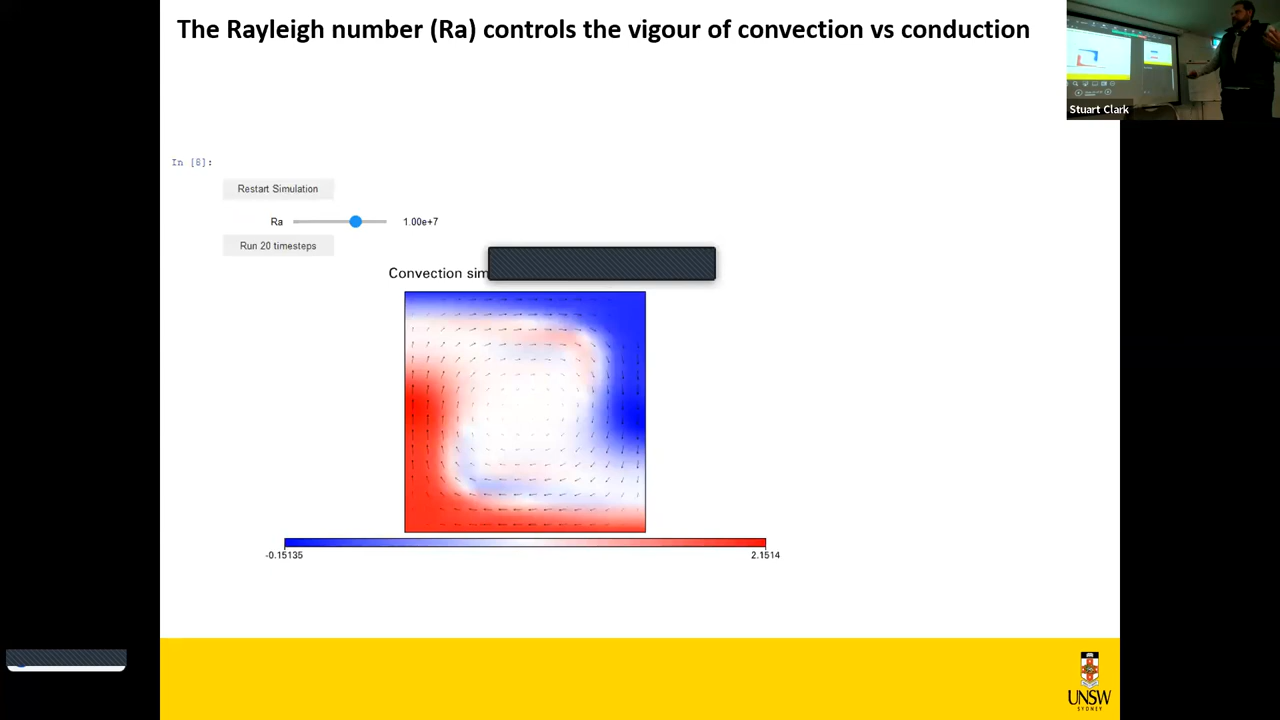 The Rayleigh number (Ra) controls the vigour of convection vs conduction
Stuart Clark
In [6]:
Restart Simulation
Ra 1.00e+7
Run 20 timesteps
Convection sim
-0.15135 2.1514
UNSW
SYDNEY